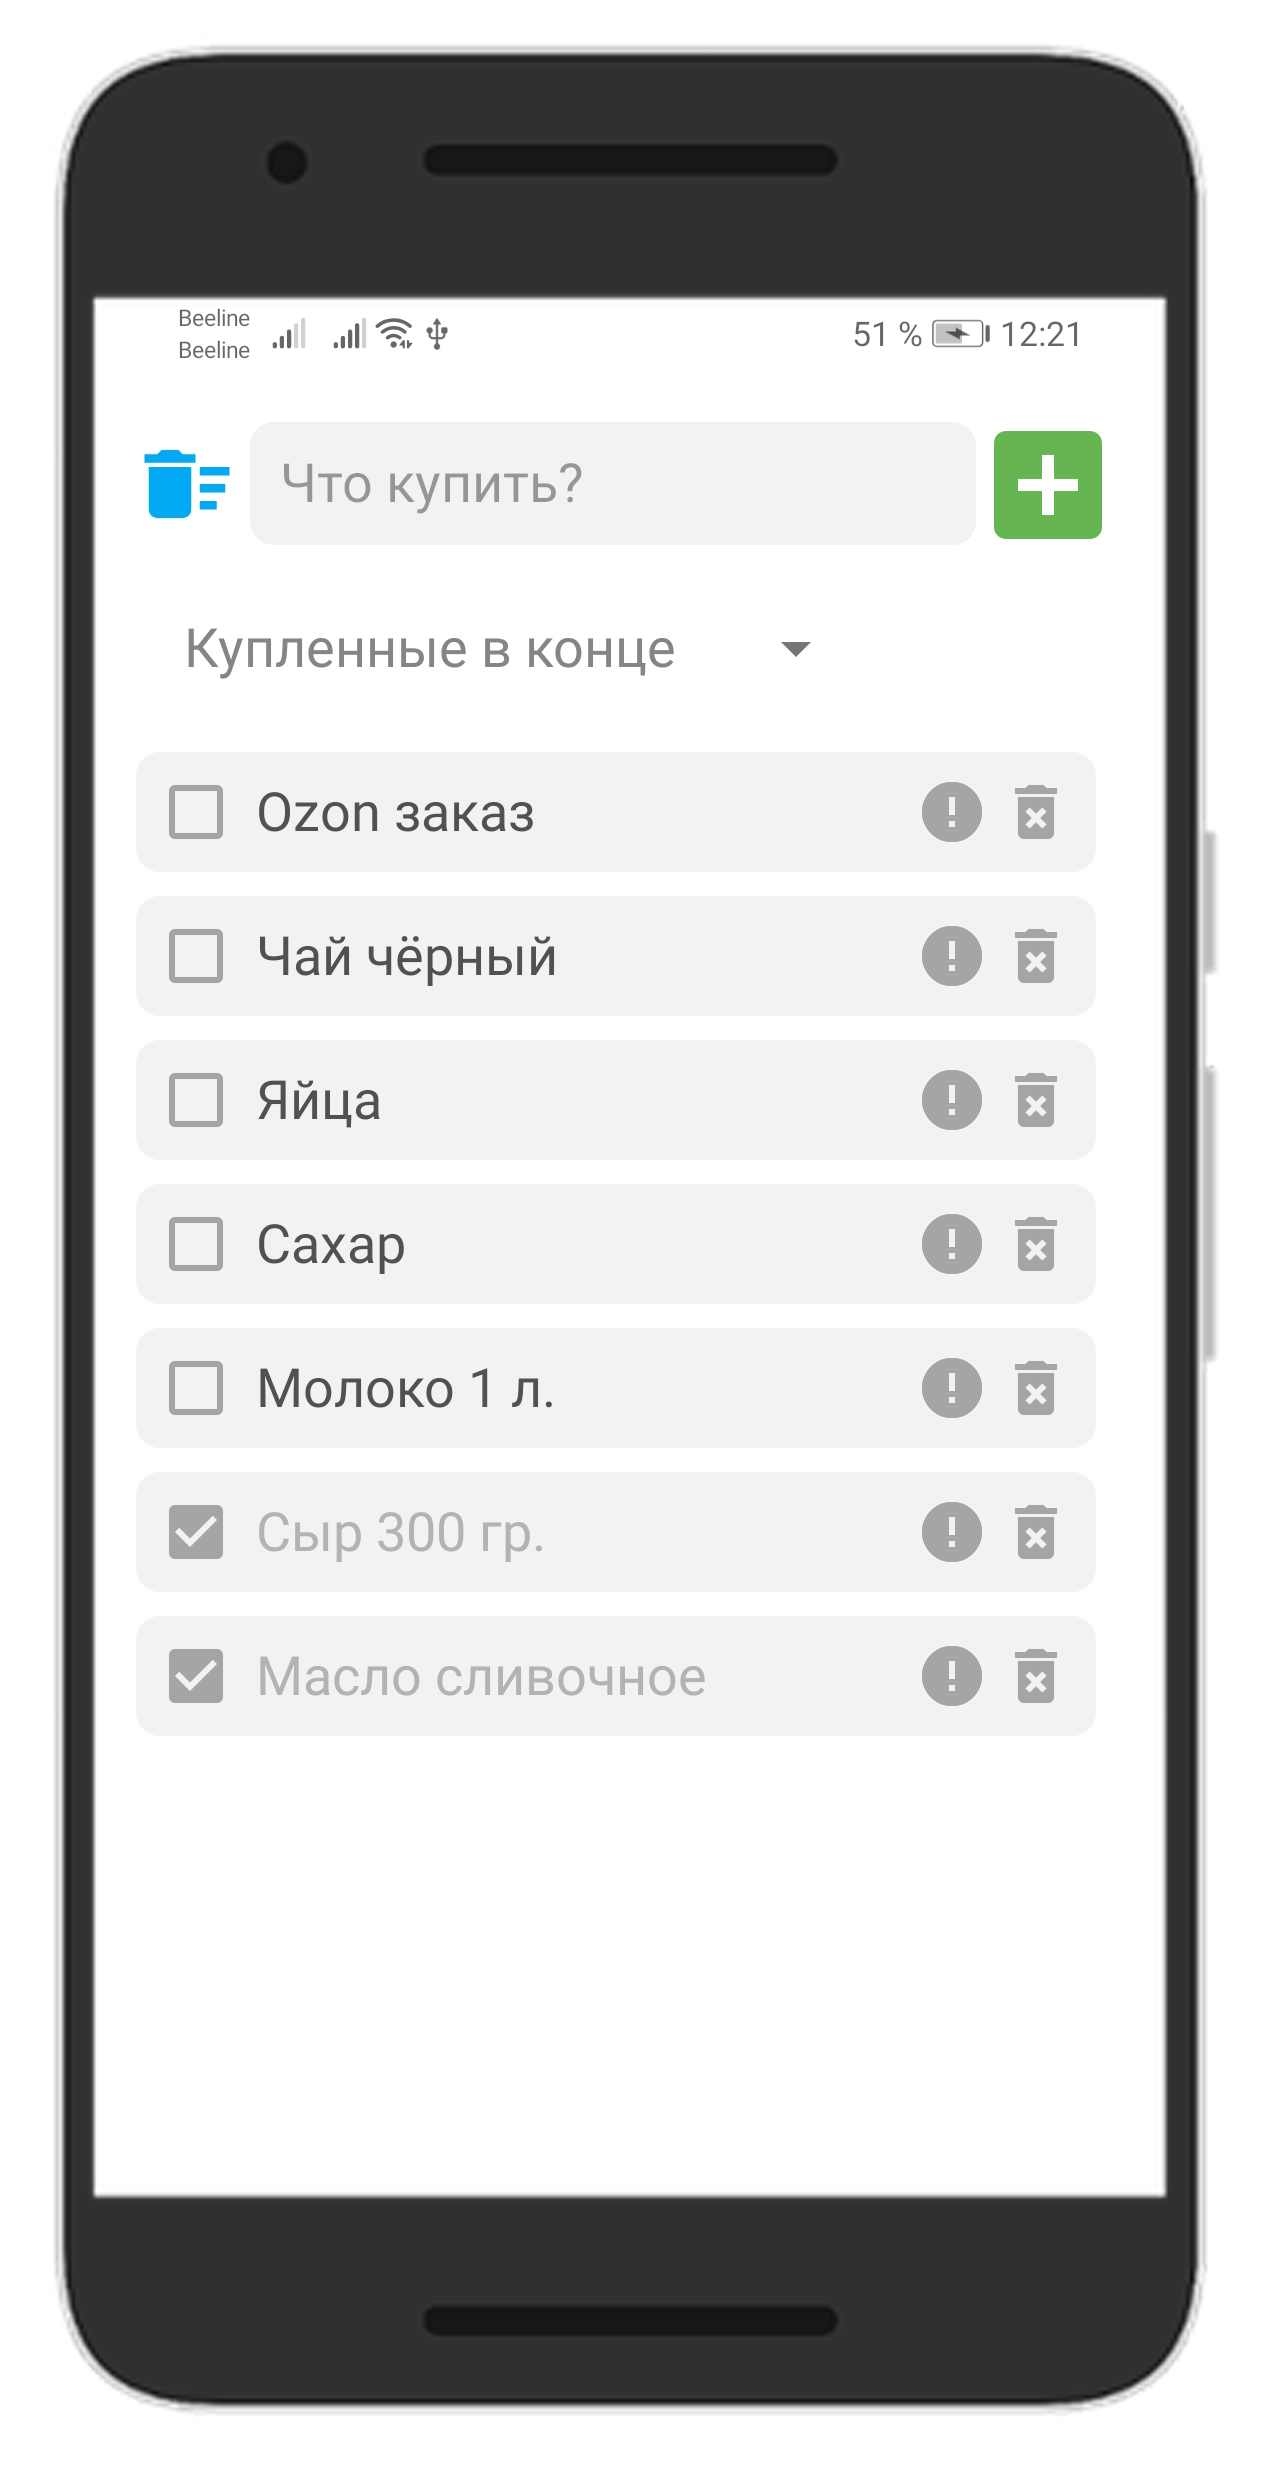 Beeline
Beeline
51 % 12:21
Что купить?
Купленные в конце
Ozon заказ
Чай чёрный
Яйца
Сахар
Молоко 1 л.
Сыр 300 гр.
Масло сливочное